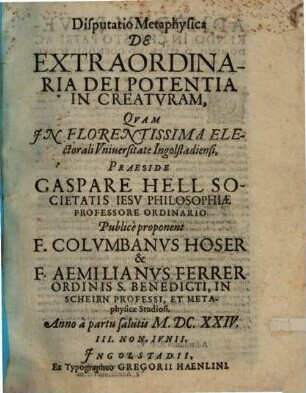 Disputatio Metaphysica
DE
EXTRAORDINA-
RIA DEI POTENTIA
IN CREATVRAM,
QVAM
IN FLORENTISSIMA ELE-
ctorali Vniuersitate Ingolstadiensi,
PRAESIDE
GASPARE HELL SO-
CIETATIS IESV PHILOSOPHIÆ
PROFESSORE ORDINARIO
Publicè proponent
F. COLVMBANVS HOSER
&
F. AEMILIANVS FERRER
ORDINIS S. BENEDICTI, IN
SCHEIRN PROFESSI, ET META-
physicæ Studiosi.
Anno à partu salutis M. DC. XXIV.
III. NON. IVNII.
INGOLSTADII,
Ex Typographeo GREGORII HAENLINI.